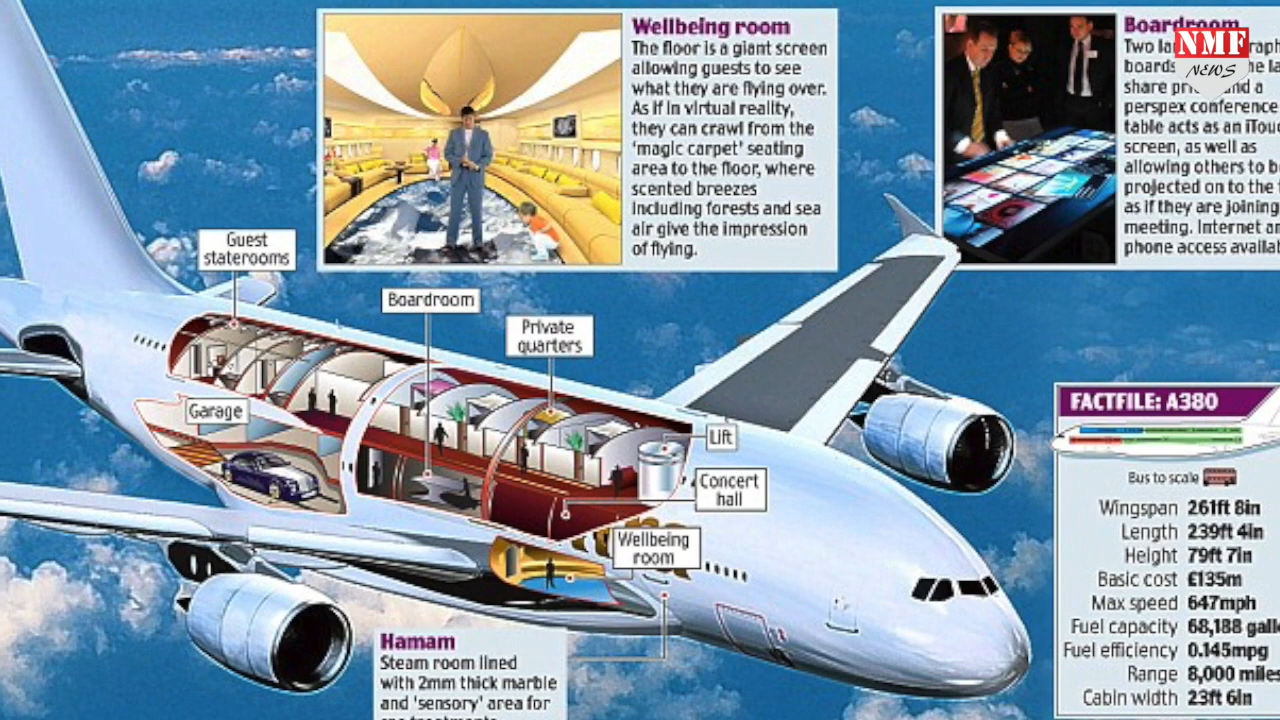 Wellbeing room
The floor is a giant screen
allowing guests to see
what they are flying over.
As if in virtual reality,
they can crawl from the
'magic carpet' seating
area to the floor, where
scented breezes
including forests and sea
air give the impression
of flying.
Boardroom
Two
boards
share and a
perspex conference
table acts as an
screen, as well as
allowing others to
projected on to the
as if they are joining
meeting. Internet
phone access
NMF
NEWS
Guest
staterooms
Boardroom
Private
quarters
Garage
Lift
Concert
hall
Wellbeing
room
Hamam
Steam room lined
with 2mm thick marble
and 'sensory' area for
FACTFILE: A380
Bus to scale
Wingspan 261ft 8in
Length 239ft 4in
Height 79ft 7in
Basic cost £135m
Max speed 647mph
Fuel capacity 68,188
Fuel efficiency 0.145mpg
Range 8,000 miles
Cabin width 23ft 6in